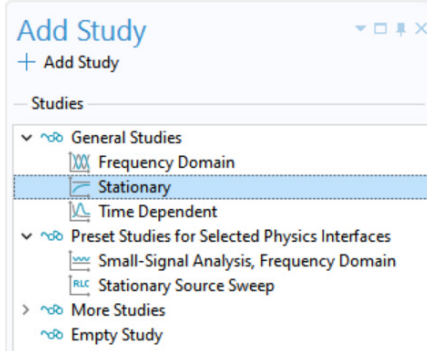 Add Study
Add Study
Studies
General Studies
Frequency Domain
Stationary
Time Dependent
Preset Studies for Selected Physics Interfaces
Small-Signal Analysis, Frequency Domain
RLC Stationary Source Sweep
More Studies
Empty Study